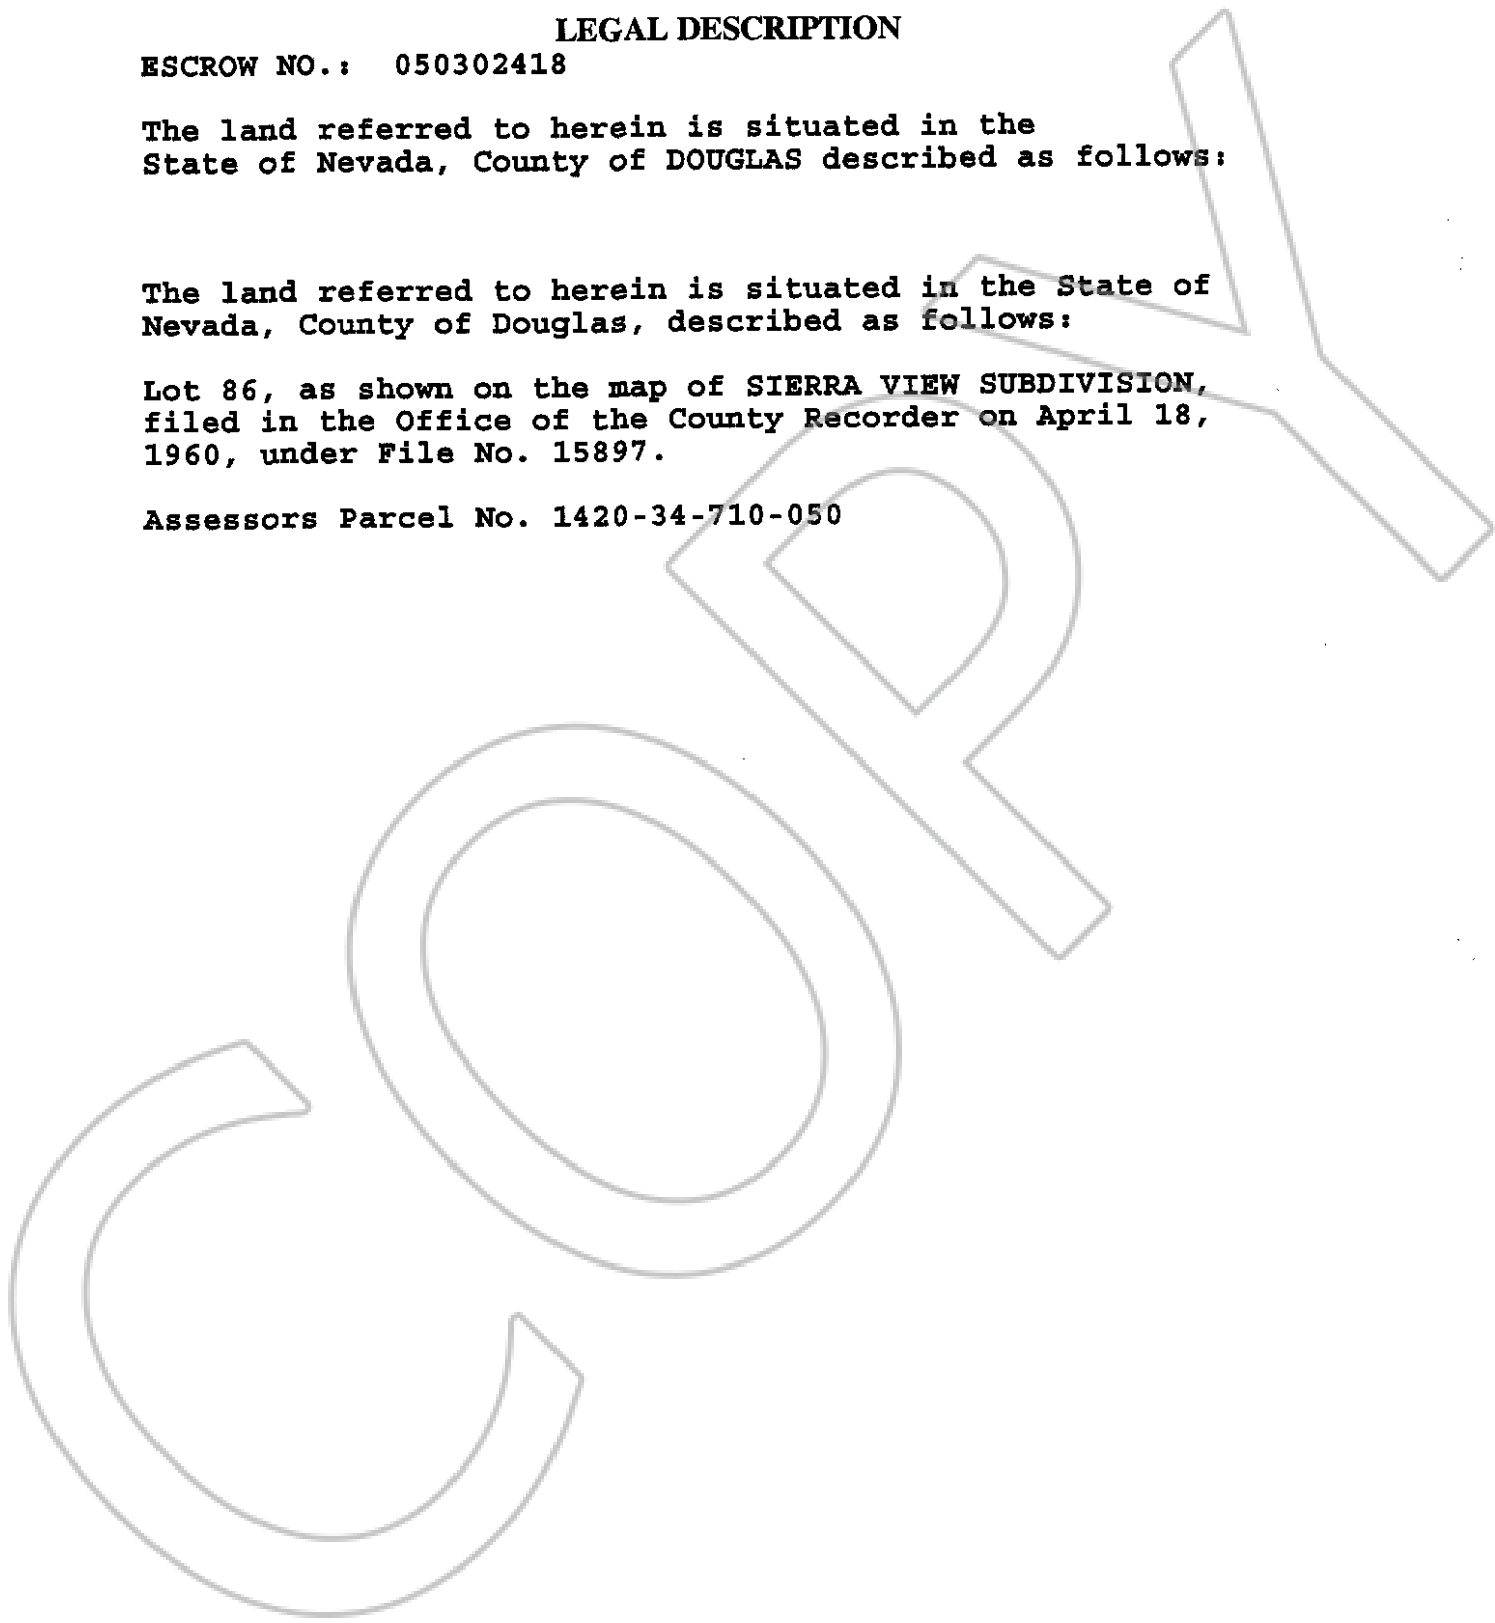 LEGAL DESCRIPTION
ESCROW NO.: 050302418
The land referred to herein is situated in the
State of Nevada, County of DOUGLAS described as follows:
The land referred to herein is situated in the State of
Nevada, County of Douglas, described as follows:
Lot 86, as shown on the map of SIERRA VIEW SUBDIVISION,
filed in the Office of the County Recorder on April 18,
1960, under File No. 15897.
Assessors Parcel No. 1420-34-710-050
COPY